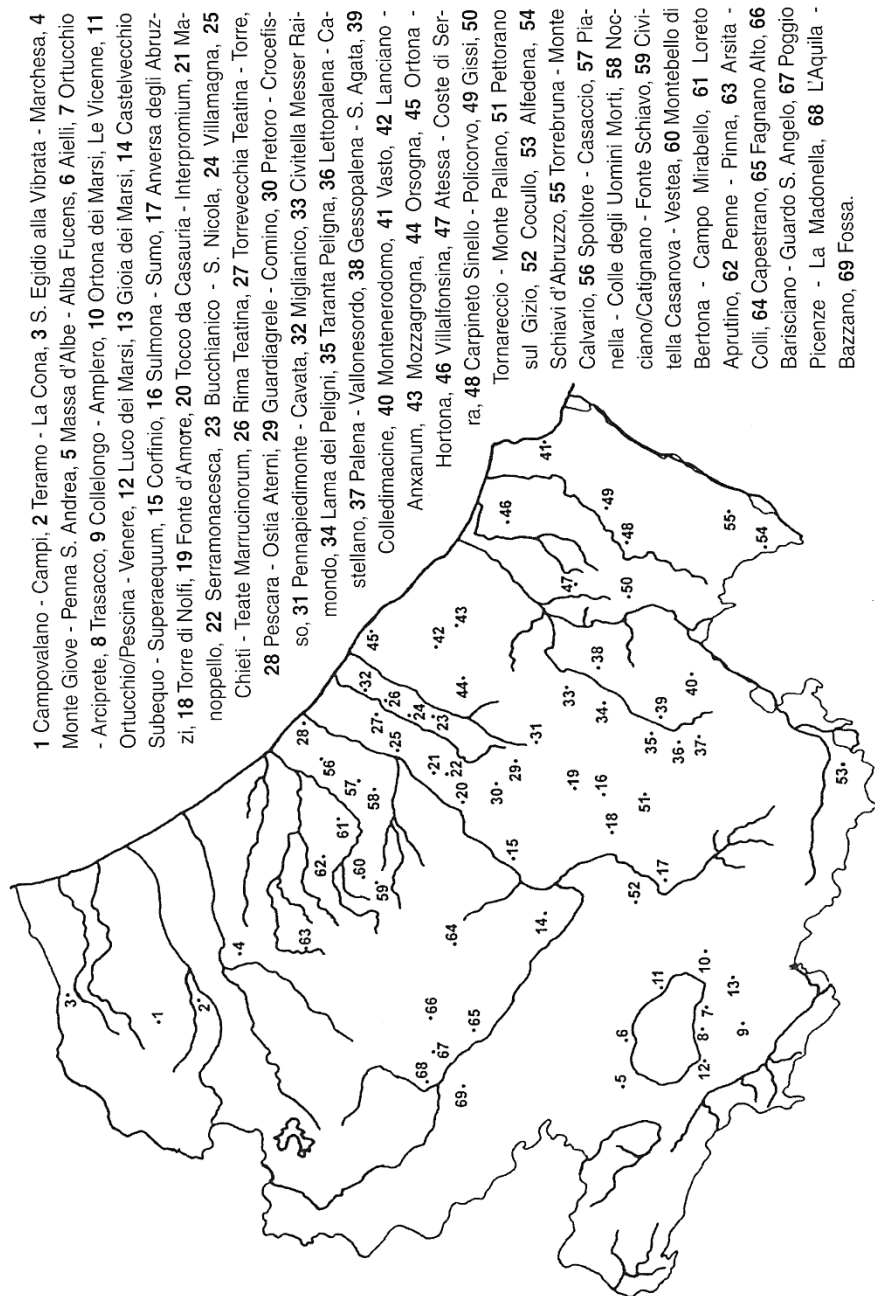 1 Campovalano - Campi, 2 Teramo - La Cona, 3 S. Egidio alla Vibrata - Marchesa, 4
Monte Giove - Penna S. Andrea, 5 Massa d'Albe - Alba Fucens, 6 Aielli, 7 Ortucchio
- Arciprete, 8 Trasacco, 9 Collelongo - Amplero, 10 Ortona dei Marsi, Le Vicenne, 11
Ortucchio/Pescina - Venere, 12 Luco dei Marsi, 13 Gioia dei Marsi, 14 Castelvecchio
Subequo - Superaequum, 15 Corfinio, 16 Sulmona - Sumo, 17 Anversa degli Abruz-
zi, 18 Torre di Nolfi, 19 Fonte d'Amore, 20 Tocco da Casauria - Interpromium, 21 Ma-
noppello, 22 Serramonacesca, 23 Bucchianico - S. Nicola, 24 Villamagna, 25
Chieti - Teate Marrucinorum, 26 Rima Teatina, 27 Torrevecchia Teatina - Torre,
28 Pescara - Ostia Aterni, 29 Guardiagrele - Comino, 30 Pretoro - Crocefis-
so, 31 Pennapiedimonte - Cavata, 32 Miglianico, 33 Civitella Messer Rai-
mondo, 34 Lama dei Peligni, 35 Taranta Peligna, 36 Lettopalena - Ca-
stellano, 37 Palena - Vallonesordo, 38 Gessopalena - S. Agata, 39
Colledimacine, 40 Montenerodomo, 41 Vasto, 42 Lanciano -
Anxanum, 43 Mozzagrogna, 44 Orsogna, 45 Ortona -
Hortona, 46 Villalfonsina, 47 Atessa - Coste di Ser-
ra, 48 Carpineto Sinello - Policorvo, 49 Gissi, 50
Tornareccio - Monte Pallano, 51 Pettorano
sul Gizio, 52 Cocullo, 53 Alfedena, 54
Schiavi d'Abruzzo, 55 Torrebruna - Monte
Calvario, 56 Spoltore - Casaccio, 57 Pia-
nella - Colle degli Uomini Morti, 58 Noc-
ciano/Catignano - Fonte Schiavo, 59 Civi-
tella Casanova - Vestea, 60 Montebello di
Bertona - Campo Mirabello, 61 Loreto
Aprutino, 62 Penne - Pinna, 63 Arsita -
Colli, 64 Capestrano, 65 Fagnano Alto, 66
Barisciano - Guardo S. Angelo, 67 Poggio
Picenze - La Madonella, 68 L'Aquila -
Bazzano, 69 Fossa.
3
1
2
4
63
62
61
60
59
56
57
58
28
27
32
45
26
25
24
23
21
22
20
44
42
43
30
29
31
15
14
64
66
67
68
65
69
19
16
18
51
33
34
38
35
39
36
40
37
46
41
47
49
48
50
55
54
52
17
53
5
6
11
12
8
7
10
9
13